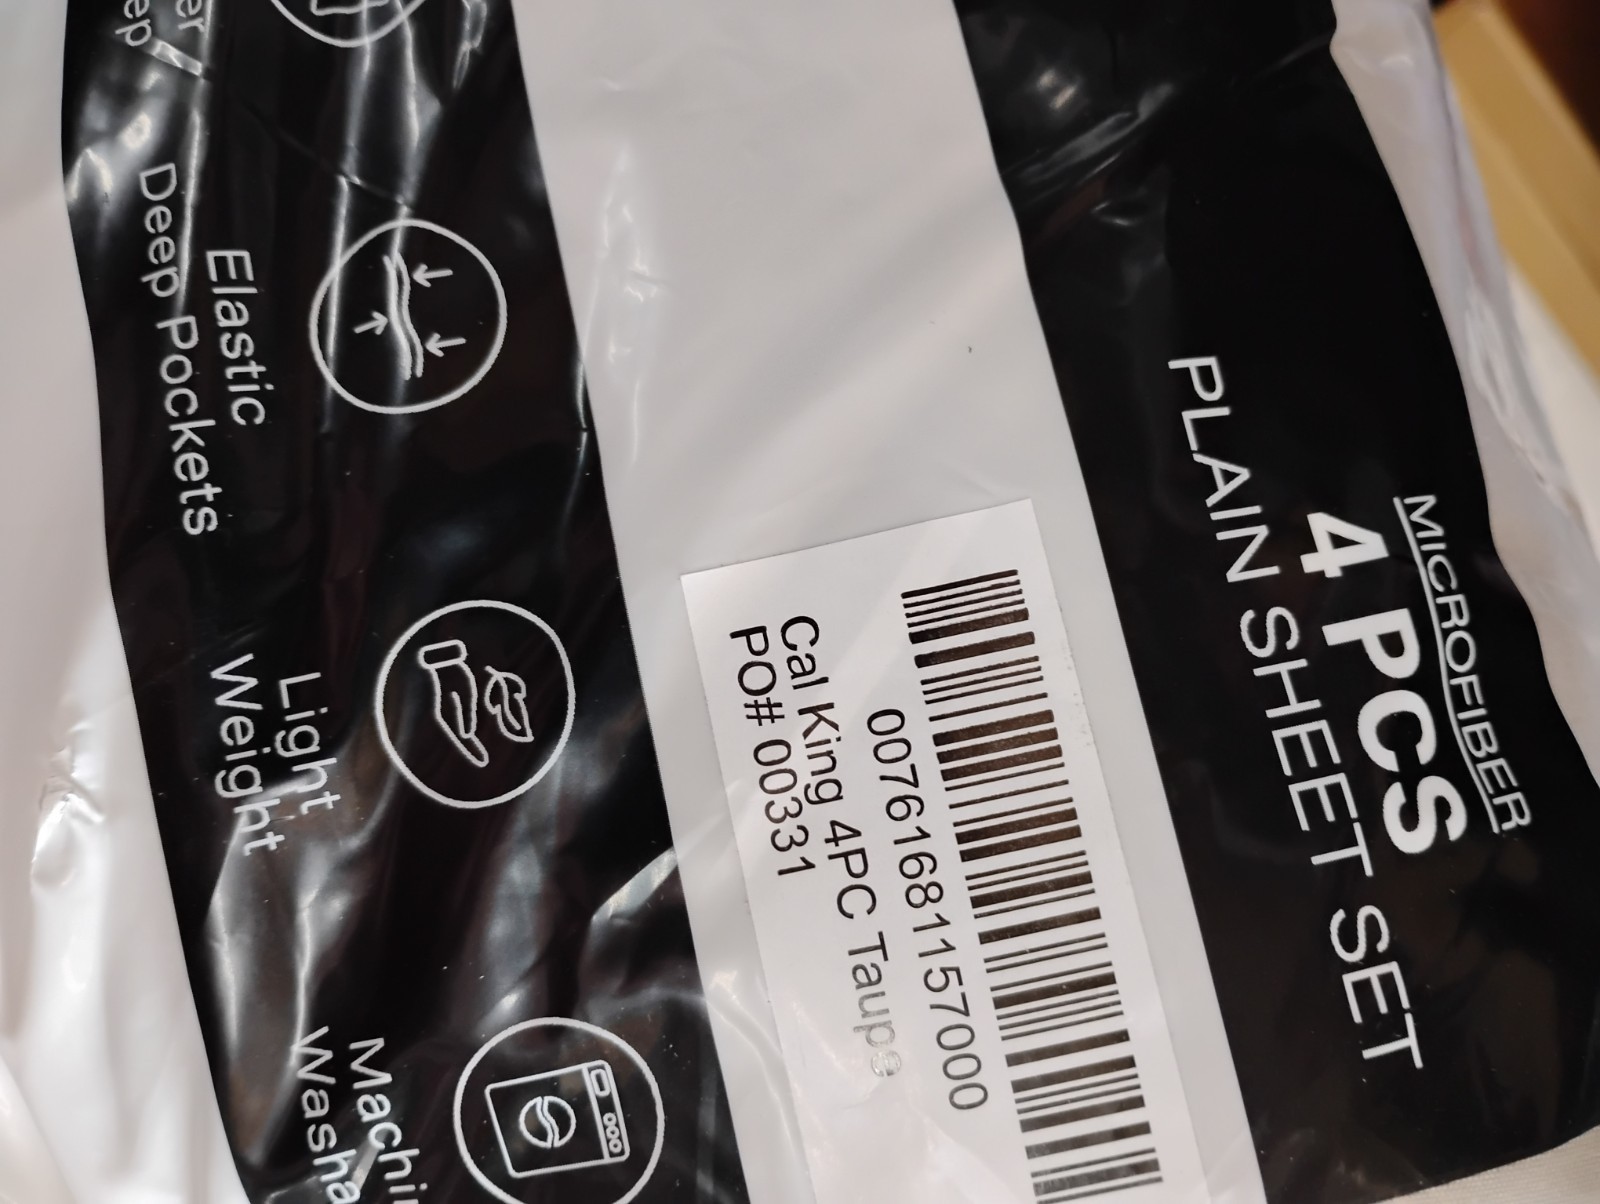 MICROFIBER
4 PCS
PLAIN SHEET SET
00761681157000
Cal King 4PC Taupe
PO# 00331
Elastic
Deep Pockets
Light
Weight